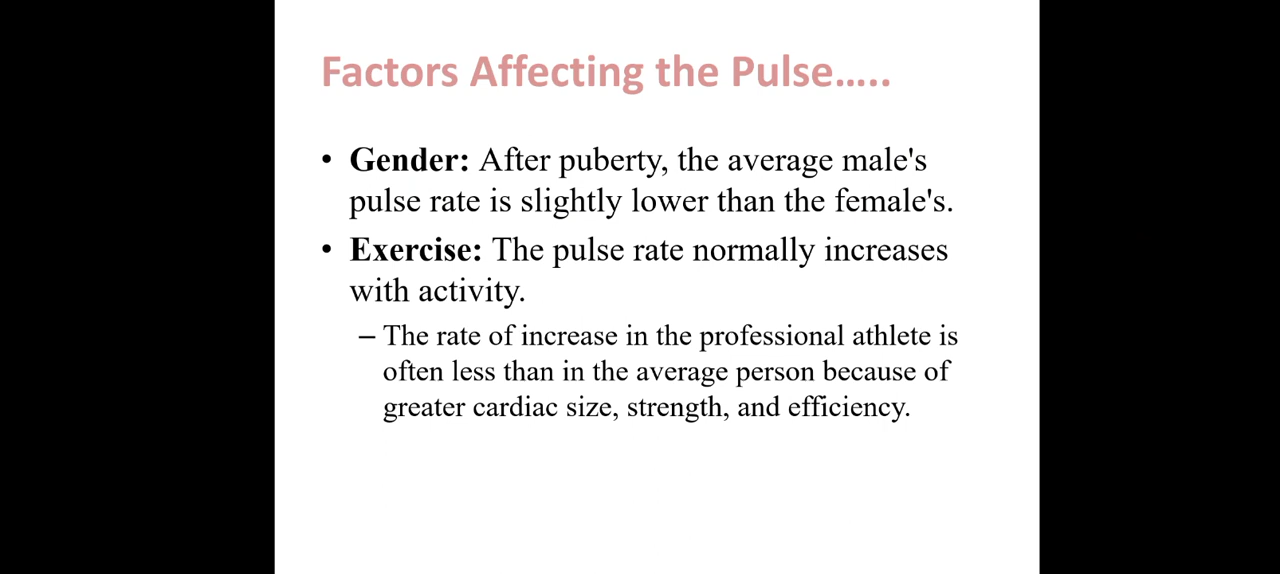 Factors Affecting the Pulse…..
• Gender: After puberty, the average male's
pulse rate is slightly lower than the female's.
• Exercise: The pulse rate normally increases
with activity.
– The rate of increase in the professional athlete is
often less than in the average person because of
greater cardiac size, strength, and efficiency.